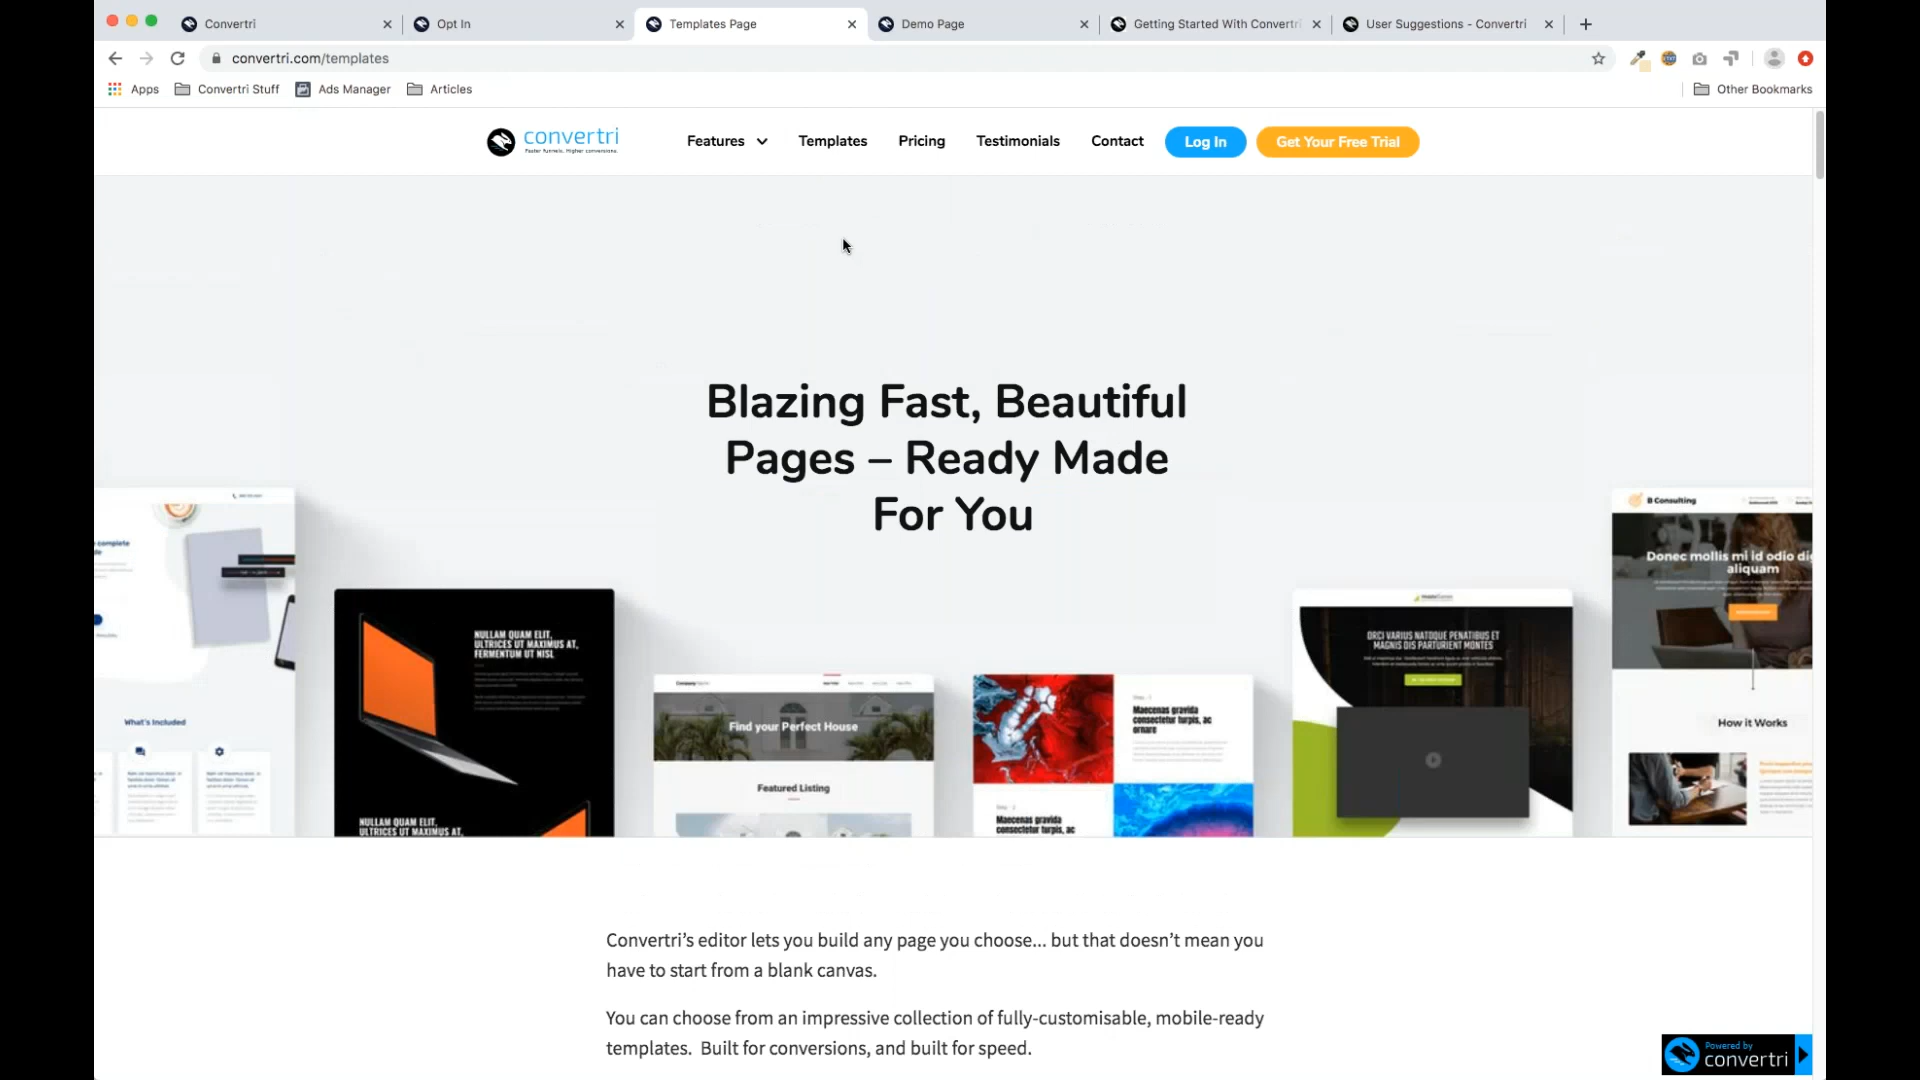 Convertri
Opt In
Templates Page
Demo Page
Getting Started With Convertri
User Suggestions - Convertri
convertri.com/templates
Apps
Convertri Stuff
Ads Manager
Articles
Other Bookmarks
convertri
Faster funnels. Higher conversions.
Features
Templates
Pricing
Testimonials
Contact
Log In
Get Your Free Trial
Blazing Fast, Beautiful
Pages – Ready Made
For You
complete
What's Included
NULLAM QUAM ELIT,
ULTRICES UT MAXIMUS AT,
FERMENTUM UT NISL
NULLAM QUAM ELIT,
ULTRICES UT MAXIMUS AT,
Find your Perfect House
Featured Listing
Step - 1
Maecenas gravida
consectetur turpis, ac
ornare
Step - 2
Maecenas gravida
consectetur turpis, ac
ORCI VARIUS NATOQUE PENATIBUS ET
MAGNIS DIS PARTURIENT MONTES
B Consulting
Donec mollis mi id odio di
aliquam
How it Works
Convertri’s editor lets you build any page you choose... but that doesn’t mean you
have to start from a blank canvas.
You can choose from an impressive collection of fully-customisable, mobile-ready
templates. Built for conversions, and built for speed.
Powered by
convertri